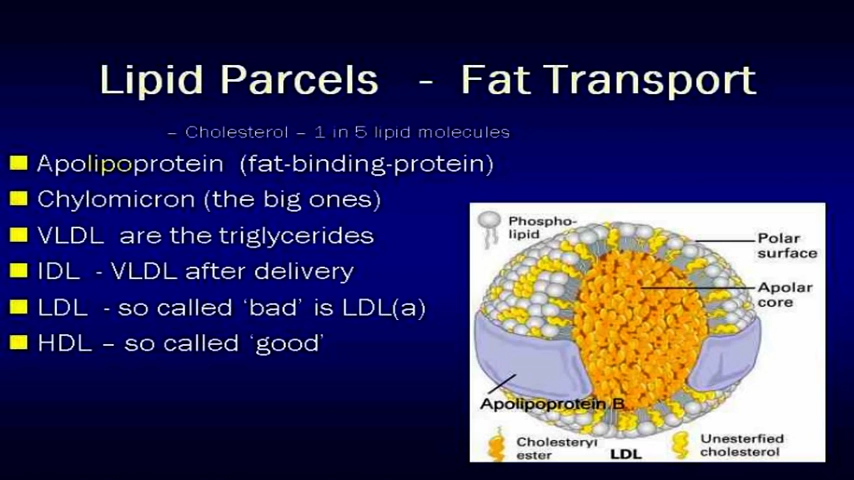 Lipid Parcels - Fat Transport
– Cholesterol – 1 in 5 lipid molecules
Apolipoprotein (fat-binding-protein)
Chylomicron (the big ones)
VLDL are the triglycerides
IDL - VLDL after delivery
LDL - so called ‘bad’ is LDL(a)
HDL – so called ‘good’
Phospho-
lipid
Polar
surface
Apolar
core
Apolipoprotein B
Cholesteryl
ester
LDL
Unesterfied
cholesterol